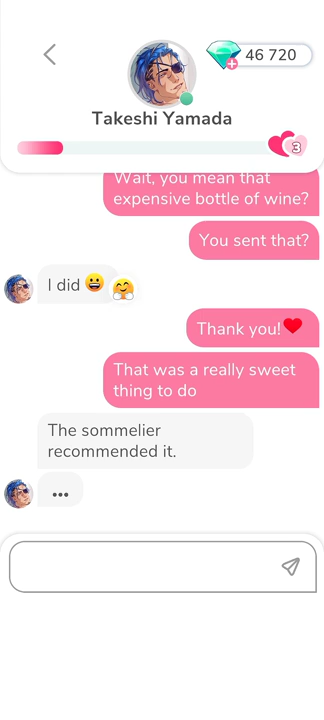 46 720
Takeshi Yamada
3
Wait, you mean that
expensive bottle of wine?
You sent that?
I did 😀
🤗
Thank you!❤️
That was a really sweet
thing to do
The sommelier
recommended it.
...